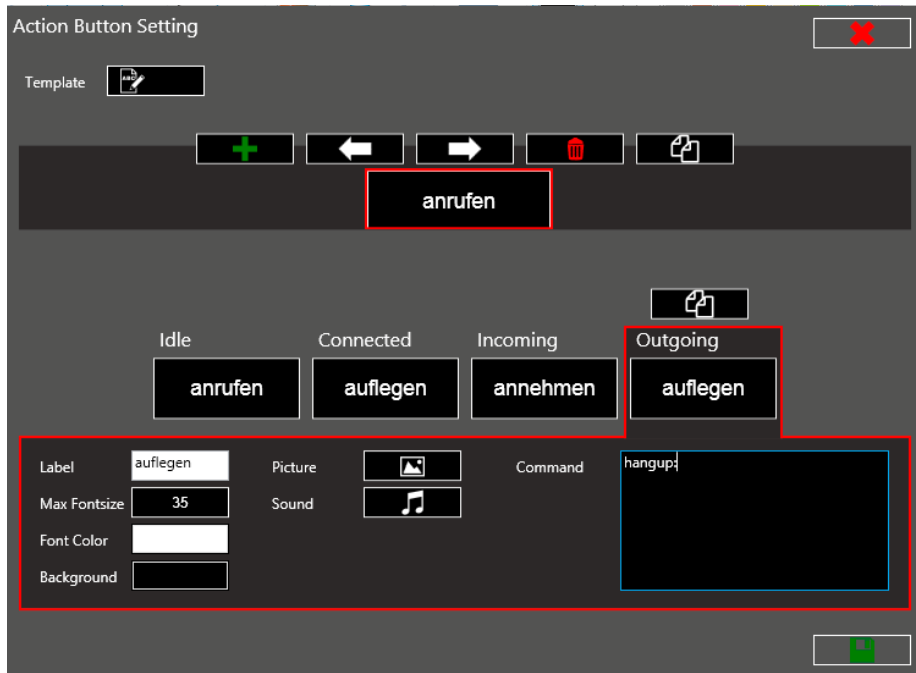 Action Button Setting
Template
ABC
anrufen
Idle
Connected
Incoming
Outgoing
anrufen
auflegen
annehmen
auflegen
Label
auflegen
Picture
Command
hangup:
Max Fontsize
35
Sound
Font Color
Background